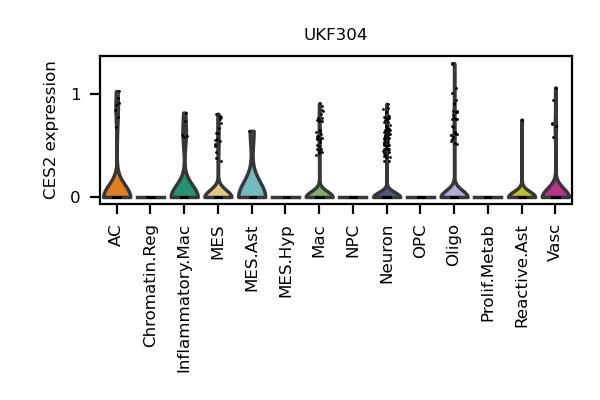 UKF304
CES2 expression
1
0
AC
Chromatin.Reg
Inflammatory.Mac
MES
MES.Ast
MES.Hyp
Mac
NPC
Neuron
OPC
Oligo
Prolif.Metab
Reactive.Ast
Vasc